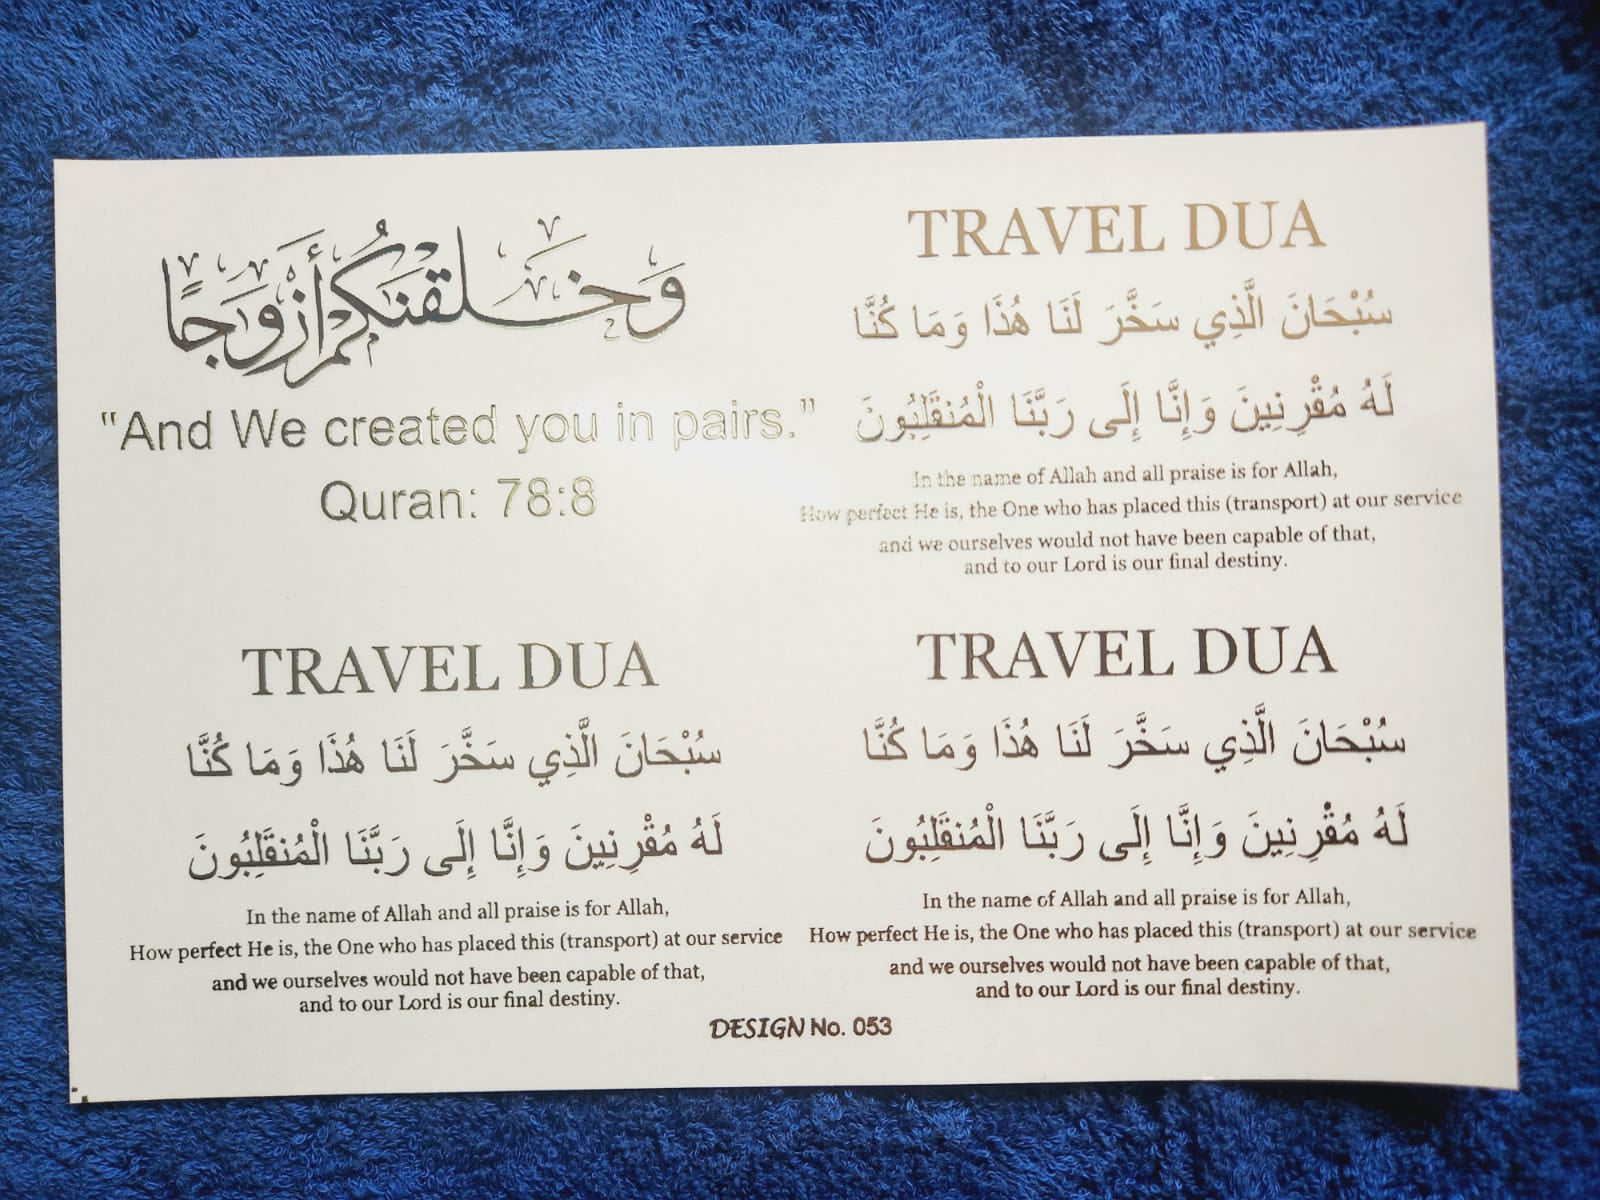 وَخَلَقْنَٰكُمْ أَزْوَٰجًا
"And We created you in pairs."
Quran: 78:8
TRAVEL DUA
سُبْحَانَ الَّذِي سَخَّرَ لَنَا هُذَا وَمَا كُنَّا
لَهُ مُقْرِنِينَ وَإِنَّا إِلَى رَبَّنَا الْمُنقَلِبُونَ
In the name of Allah and all praise is for Allah,
How perfect He is, the One who has placed this (transport) at our service
and we ourselves would not have been capable of that,
and to our Lord is our final destiny.
TRAVEL DUA
سُبْحَانَ الَّذِي سَخَّرَ لَنَا هُذَا وَمَا كُنَّا
لَهُ مُقْرِنِينَ وَإِنَّا إِلَى رَبَّنَا الْمُنقَلِبُونَ
In the name of Allah and all praise is for Allah,
How perfect He is, the One who has placed this (transport) at our service
and we ourselves would not have been capable of that,
and to our Lord is our final destiny.
TRAVEL DUA
سُبْحَانَ الَّذِي سَخَّرَ لَنَا هُذَا وَمَا كُنَّا
لَهُ مُقْرِنِينَ وَإِنَّا إِلَى رَبَّنَا الْمُنقَلِبُونَ
In the name of Allah and all praise is for Allah,
How perfect He is, the One who has placed this (transport) at our service
and we ourselves would not have been capable of that,
and to our Lord is our final destiny.
DESIGN No. 053